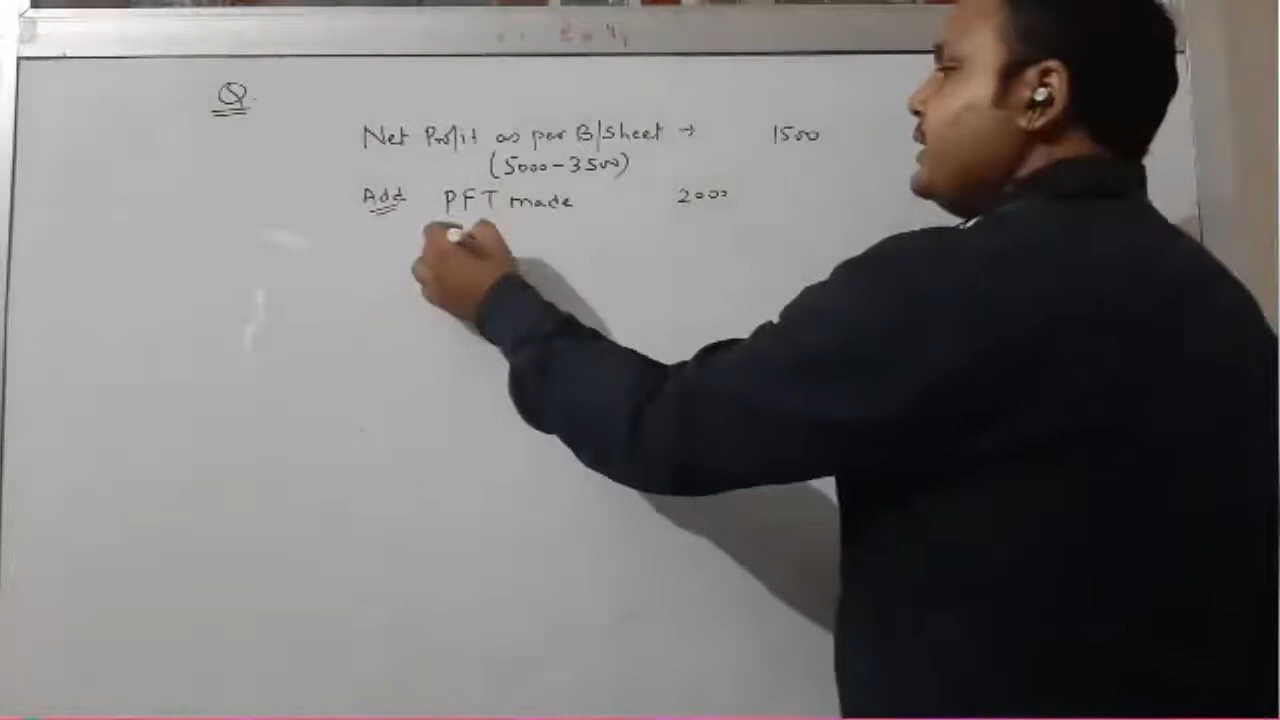 Q.
Net Profit as per B/Sheet → 1500
(5000-3500)
Add PFT made 2000